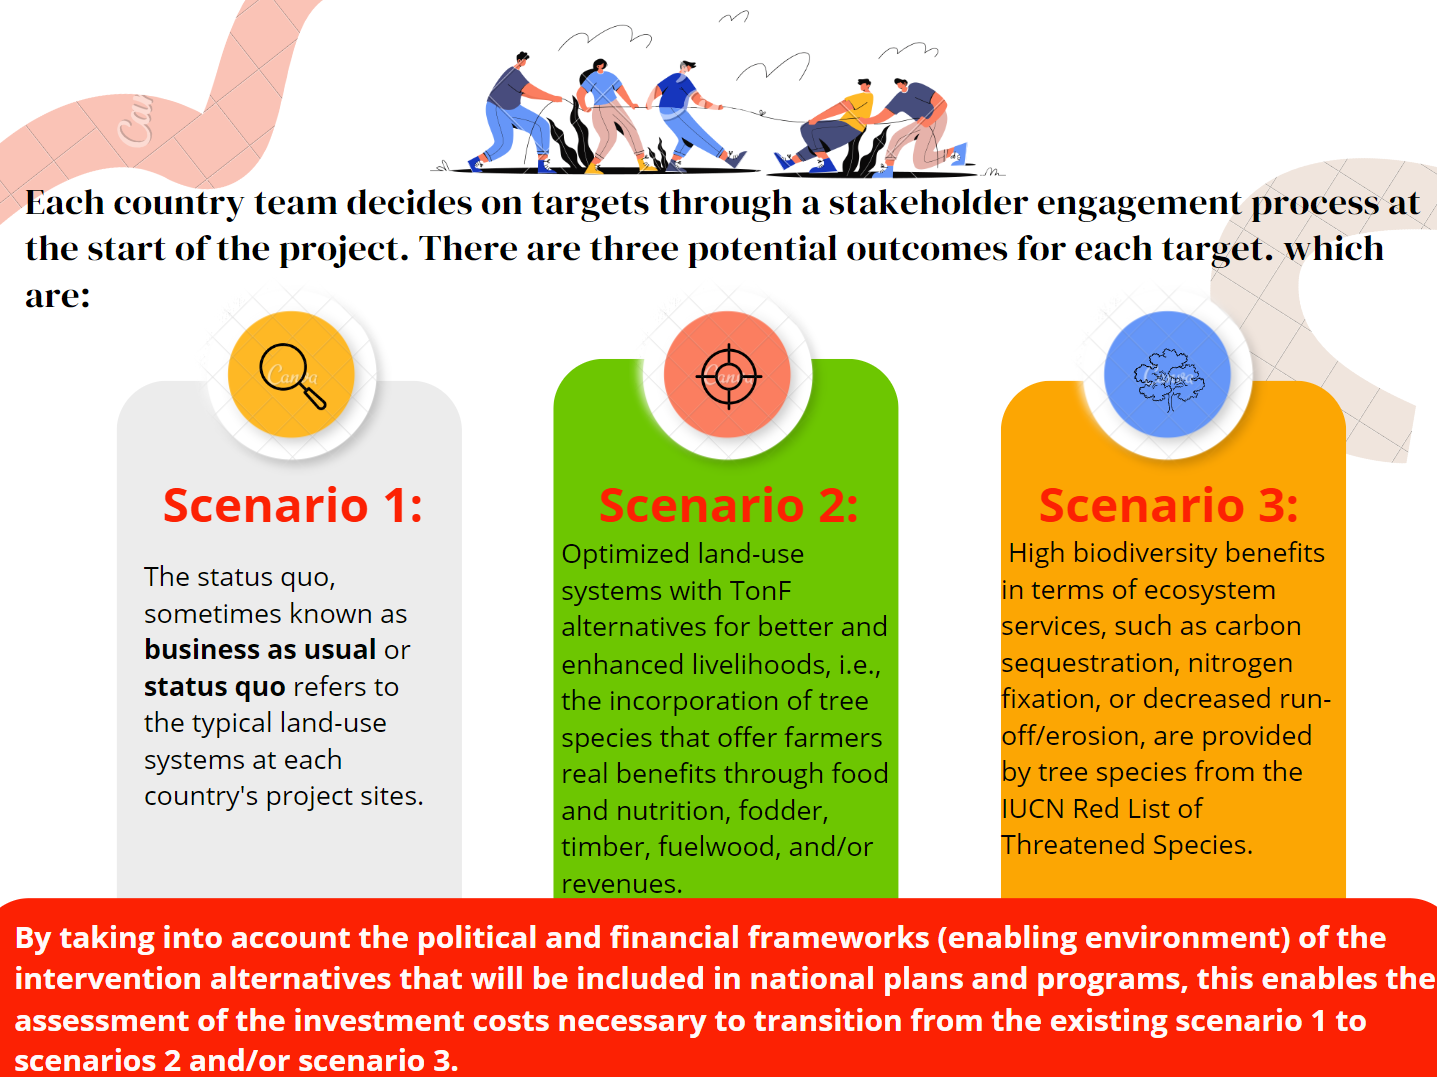 Each country team decides on targets through a stakeholder engagement process at
the start of the project. There are three potential outcomes for each target. which
are:
Scenario 1:
The status quo,
sometimes known as
business as usual or
status quo refers to
the typical land-use
systems at each
country's project sites.
Scenario 2:
Optimized land-use
systems with TonF
alternatives for better and
enhanced livelihoods, i.e.,
the incorporation of tree
species that offer farmers
real benefits through food
and nutrition, fodder,
timber, fuelwood, and/or
revenues.
Scenario 3:
High biodiversity benefits
in terms of ecosystem
services, such as carbon
sequestration, nitrogen
fixation, or decreased run-
off/erosion, are provided
by tree species from the
IUCN Red List of
Threatened Species.
By taking into account the political and financial frameworks (enabling environment) of the
intervention alternatives that will be included in national plans and programs, this enables the
assessment of the investment costs necessary to transition from the existing scenario 1 to
scenarios 2 and/or scenario 3.
Canva